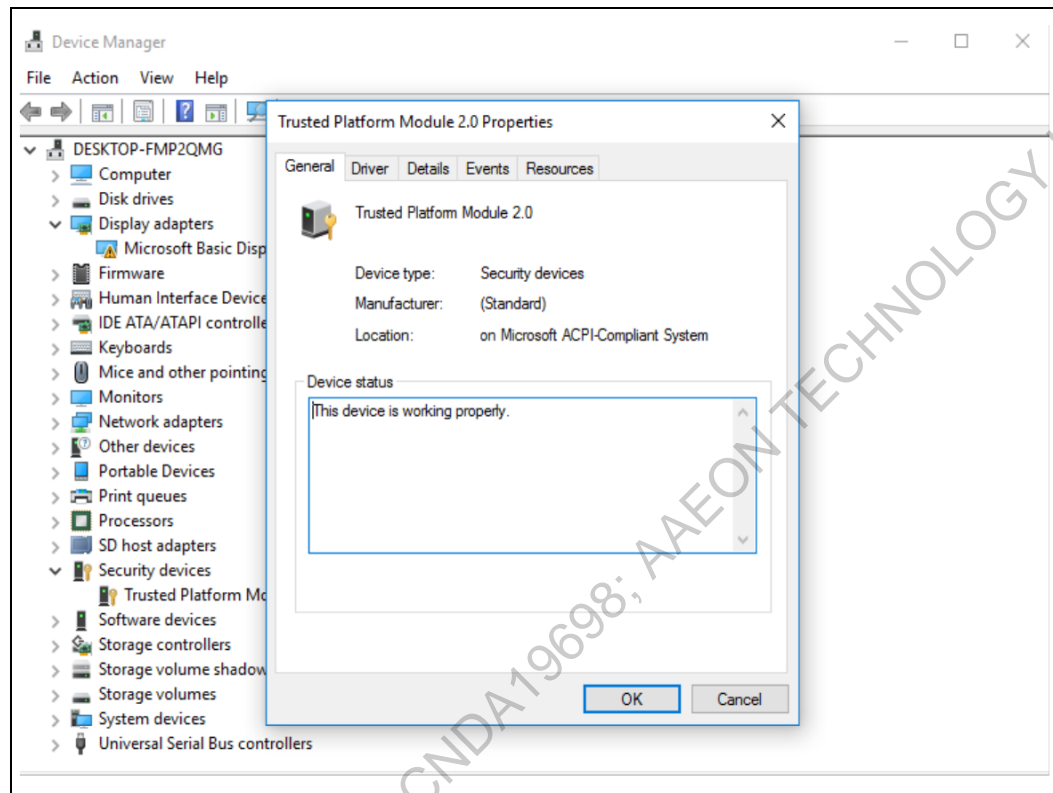 Device Manager
File Action View Help
DESKTOP-FMP2QMG
Computer
Disk drives
Display adapters
Microsoft Basic Disp
Firmware
Human Interface Device
IDE ATA/ATAPI controlle
Keyboards
Mice and other pointing
Monitors
Network adapters
Other devices
Portable Devices
Print queues
Processors
SD host adapters
Security devices
Trusted Platform Mo
Software devices
Storage controllers
Storage volume shadow
Storage volumes
System devices
Universal Serial Bus controllers
Trusted Platform Module 2.0 Properties
General Driver Details Events Resources
Trusted Platform Module 2.0
Device type: Security devices
Manufacturer: (Standard)
Location: on Microsoft ACPI-Compliant System
Device status
This device is working properly.
OK Cancel
CNDA19698; AAEON TECHNOLOGY